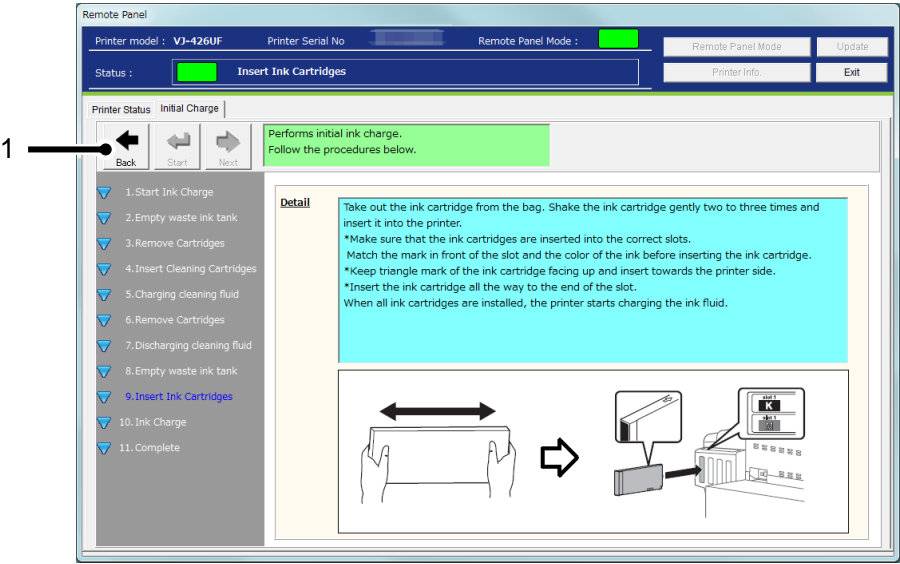 Remote Panel
Printer model : VJ-426UF Printer Serial No Remote Panel Mode :
Remote Panel Mode Update
Status : Insert Ink Cartridges
Printer Info. Exit
Printer Status Initial Charge
1
Back Start Next
Performs initial ink charge.
Follow the procedures below.
1.Start Ink Charge
2.Empty waste ink tank
3.Remove Cartridges
4.Insert Cleaning Cartridges
5.Charging cleaning fluid
6.Remove Cartridges
7.Discharging cleaning fluid
8.Empty waste ink tank
9.Insert Ink Cartridges
10.Ink Charge
11.Complete
Detail
Take out the ink cartridge from the bag. Shake the ink cartridge gently two to three times and
insert it into the printer.
*Make sure that the ink cartridges are inserted into the correct slots.
Match the mark in front of the slot and the color of the ink before inserting the ink cartridge.
*Keep triangle mark of the ink cartridge facing up and insert towards the printer side.
*Insert the ink cartridge all the way to the end of the slot.
When all ink cartridges are installed, the printer starts charging the ink fluid.
slot 1
K
slot 1